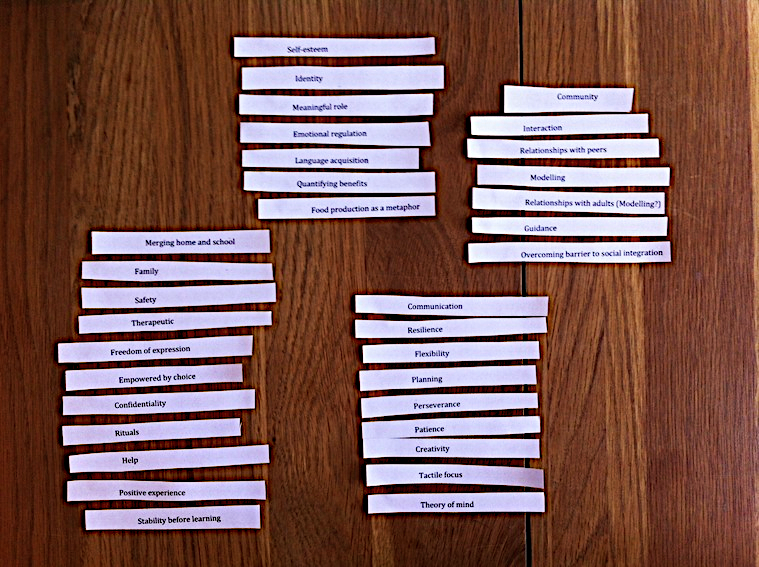 Self-esteem
Identity
Meaningful role
Emotional regulation
Language acquisition
Quantifying benefits
Food production as a metaphor
Community
Interaction
Relationships with peers
Modelling
Relationships with adults (Modelling?)
Guidance
Overcoming barrier to social integration
Merging home and school
Family
Safety
Therapeutic
Freedom of expression
Empowered by choice
Confidentiality
Rituals
Help
Positive experience
Stability before learning
Communication
Resilience
Flexibility
Planning
Perseverance
Patience
Creativity
Tactile focus
Theory of mind